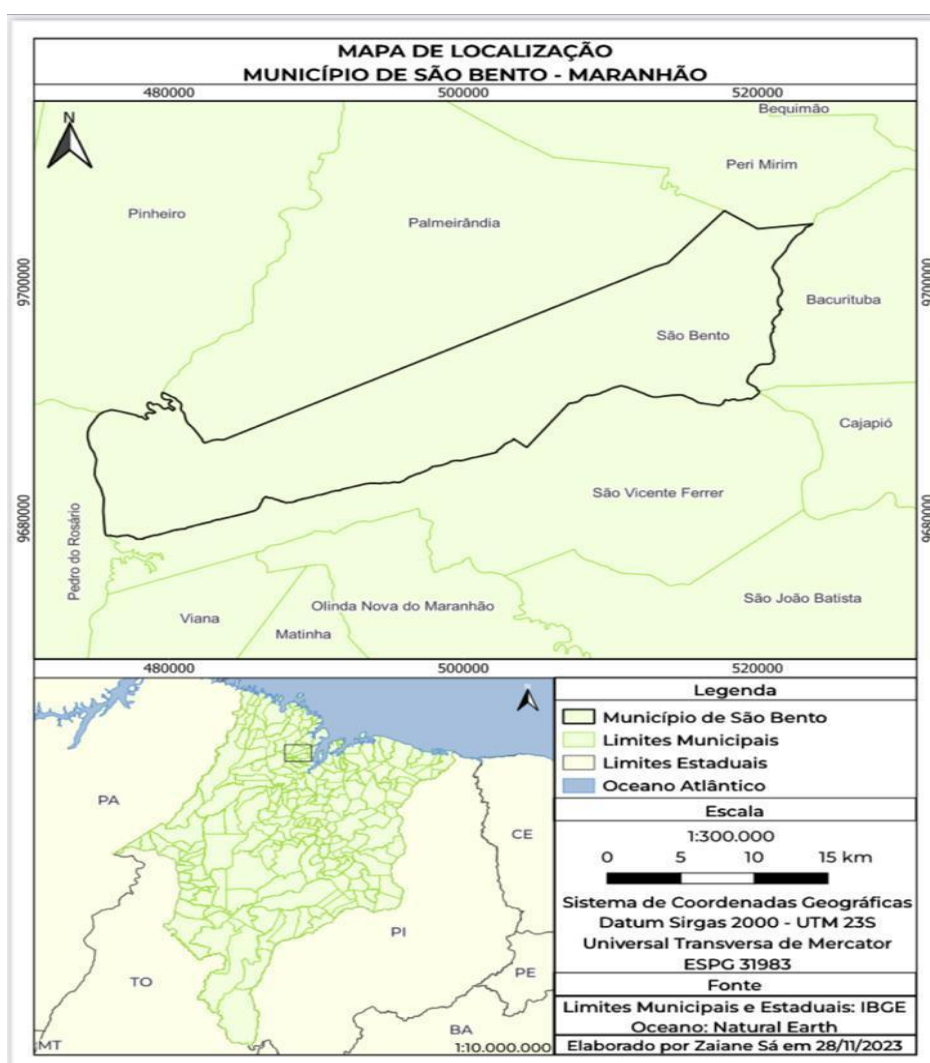 MAPA DE LOCALIZAÇÃO
MUNICÍPIO DE SÃO BENTO - MARANHÃO
480000 500000 520000
N
Bequimão
Peri Mirim
Pinheiro
Palmeirândia
9700000
9700000
Bacurituba
São Bento
Cajapió
São Vicente Ferrer
9680000
9680000
Pedro do Rosário
São João Batista
Olinda Nova do Maranhão
Viana
Matinha
480000 500000 520000
PA
CE
PI
TO
PE
BA
MT
1:10.000.000
Legenda
Município de São Bento
Limites Municipais
Limites Estaduais
Oceano Atlântico
Escala
1:300.000
0 5 10 15 km
Sistema de Coordenadas Geográficas
Datum Sirgas 2000 - UTM 23S
Universal Transversa de Mercator
ESPG 31983
Fonte
Limites Municipais e Estaduais: IBGE
Oceano: Natural Earth
Elaborado por Zaiane Sá em 28/11/2023